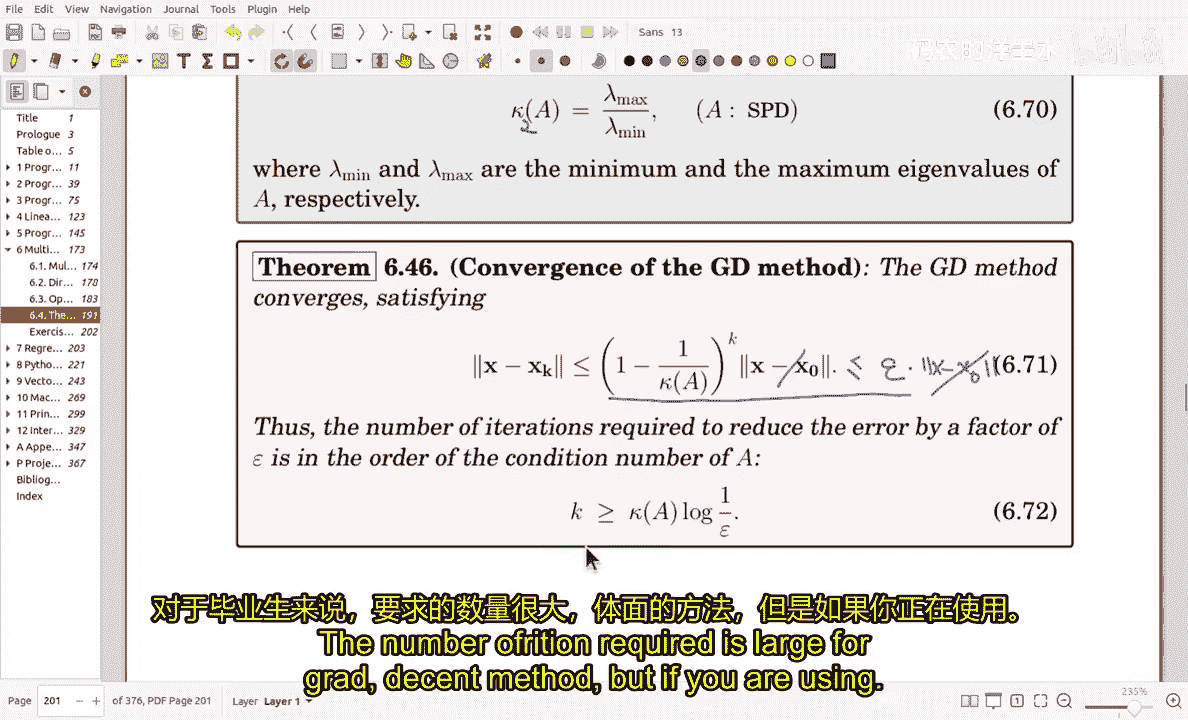 File Edit View Navigation Journal Tools Plugin Help
Sans 13
Title 1
Prologue 3
Table o... 5
1 Progr... 11
2 Progr... 39
3 Progr... 75
4 Linea... 123
5 Progr... 145
6 Multi... 173
6.1. Mul... 174
6.2. Dir... 178
6.3. Op... 183
6.4. The... 191
Exercis... 202
7 Regre... 203
8 Pytho... 221
9 Vecto... 243
10 Mac... 269
11 Prin... 299
12 Inter... 329
A Appe... 347
P Proje... 367
Bibliog...
Index
κ(A) = λmax / λmin, (A : SPD) (6.70)
2
where λmin and λmax are the minimum and the maximum eigenvalues of
A, respectively.
Theorem 6.46. (Convergence of the GD method): The GD method
converges, satisfying
‖x − xk‖ ≤ (1 − 1/κ(A))^k ‖x − x0‖. ≤ ε · ‖x − x0‖ (6.71)
Thus, the number of iterations required to reduce the error by a factor of
ε is in the order of the condition number of A:
k ≥ κ(A) log 1/ε. (6.72)
对于毕业生来说，要求的数量很大，体面的方法，但是如果你正在使用。
The number ofrition required is large for
grad, decent method, but if you are using.
Page 201 − + of 376, PDF Page 201 Layer Layer 1 235%